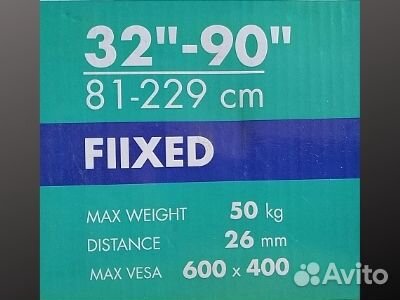 32"-90"
81-229 cm
FIIXED
MAX WEIGHT 50 kg
DISTANCE 26 mm
MAX VESA 600 x 400
Avito